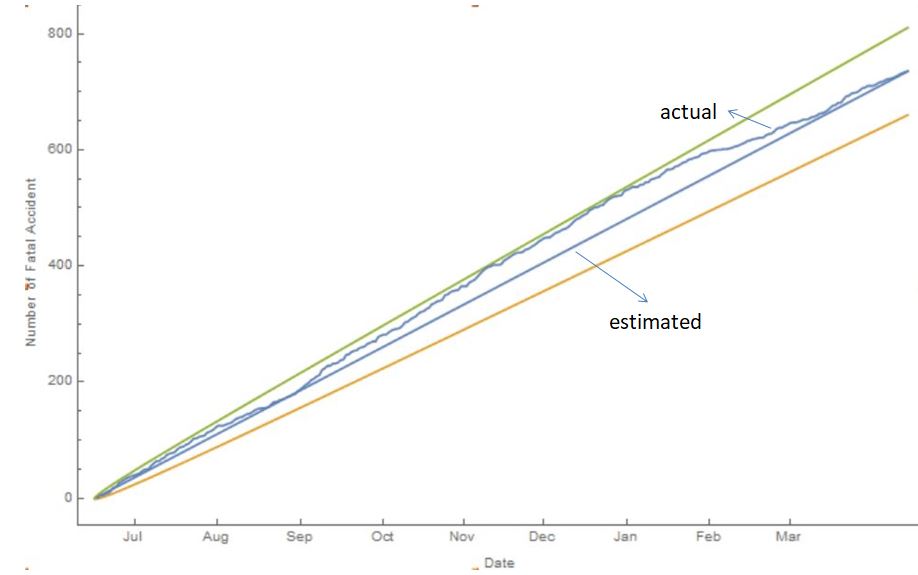 800
600
400
200
0
Number of Fatal Accident
actual
estimated
Jul Aug Sep Oct Nov Dec Jan Feb Mar
Date